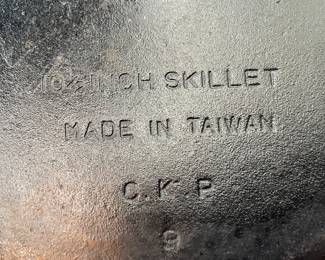 10½ INCH SKILLET
MADE IN TAIWAN
C.K.P
9